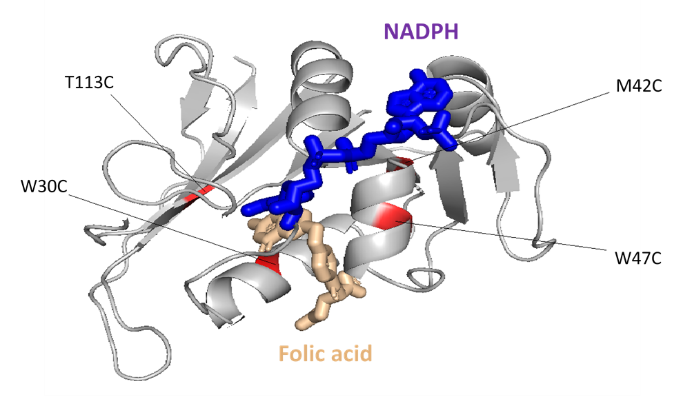 NADPH
T113C
M42C
W30C
W47C
Folic acid